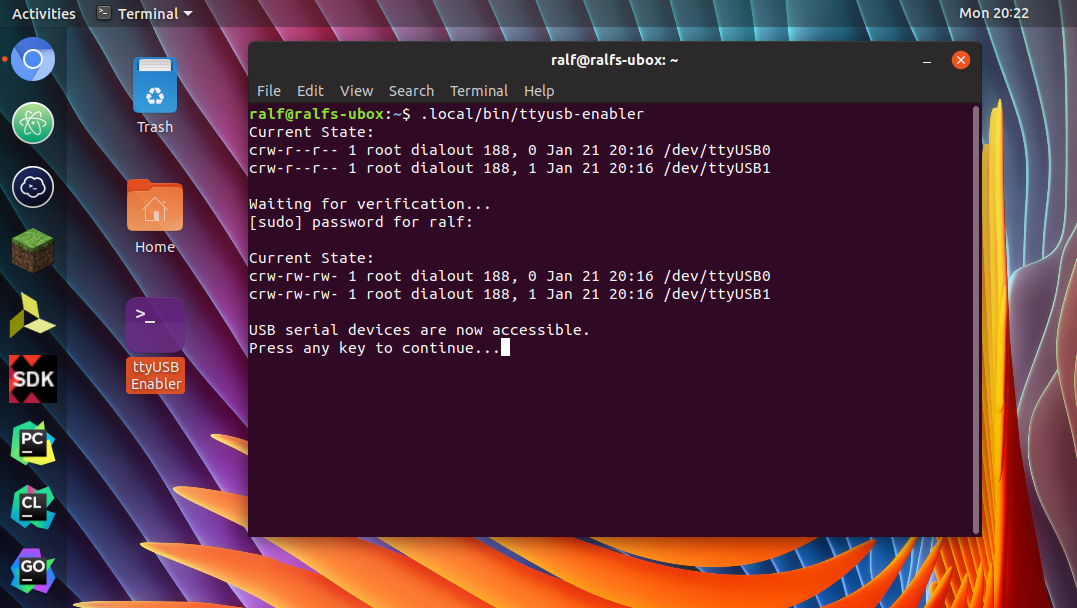 Activities
Terminal
Mon 20:22
Trash
Home
>_
ttyUSB
Enabler
SDK
PC
CL
GO
ralf@ralfs-ubox: ~
File Edit View Search Terminal Help
ralf@ralfs-ubox:~$ .local/bin/ttyusb-enabler
Current State:
crw-r--r-- 1 root dialout 188, 0 Jan 21 20:16 /dev/ttyUSB0
crw-r--r-- 1 root dialout 188, 1 Jan 21 20:16 /dev/ttyUSB1
Waiting for verification...
[sudo] password for ralf:
Current State:
crw-rw-rw- 1 root dialout 188, 0 Jan 21 20:16 /dev/ttyUSB0
crw-rw-rw- 1 root dialout 188, 1 Jan 21 20:16 /dev/ttyUSB1
USB serial devices are now accessible.
Press any key to continue...